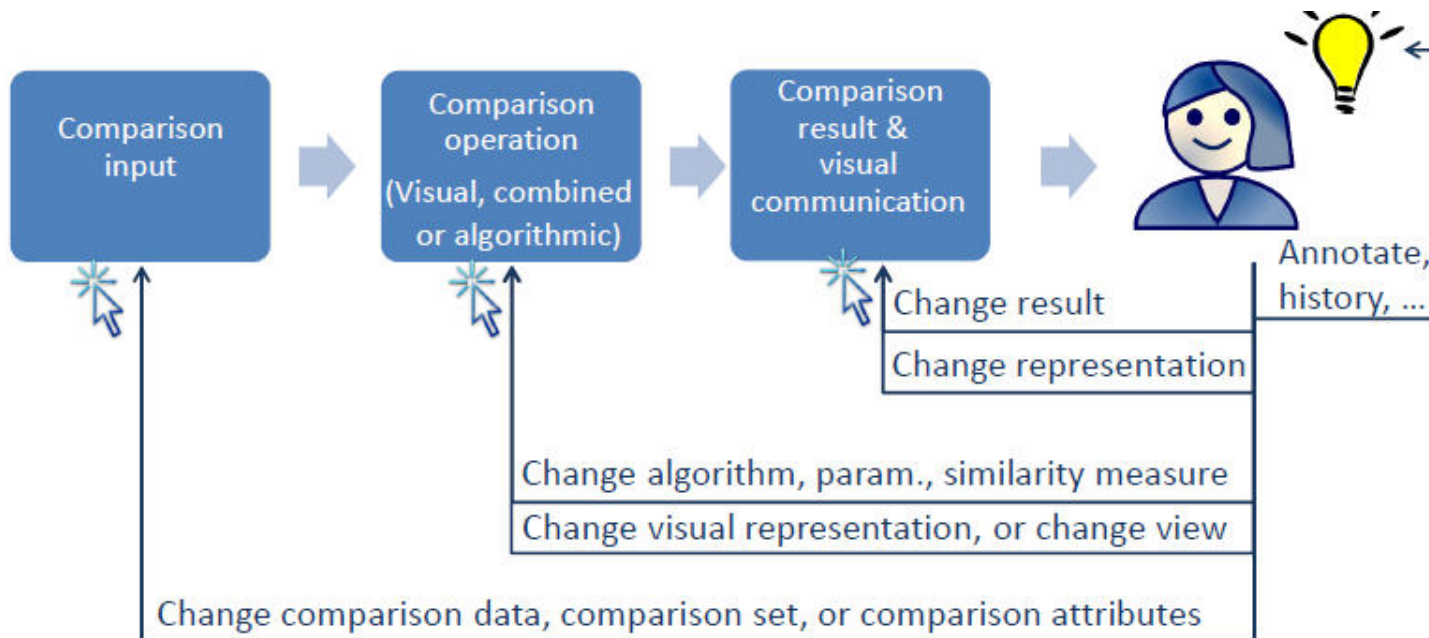 Comparison
input
Comparison
operation
(Visual, combined
or algorithmic)
Comparison
result &
visual
communication
Annotate,
history, ...
Change result
Change representation
Change algorithm, param., similarity measure
Change visual representation, or change view
Change comparison data, comparison set, or comparison attributes